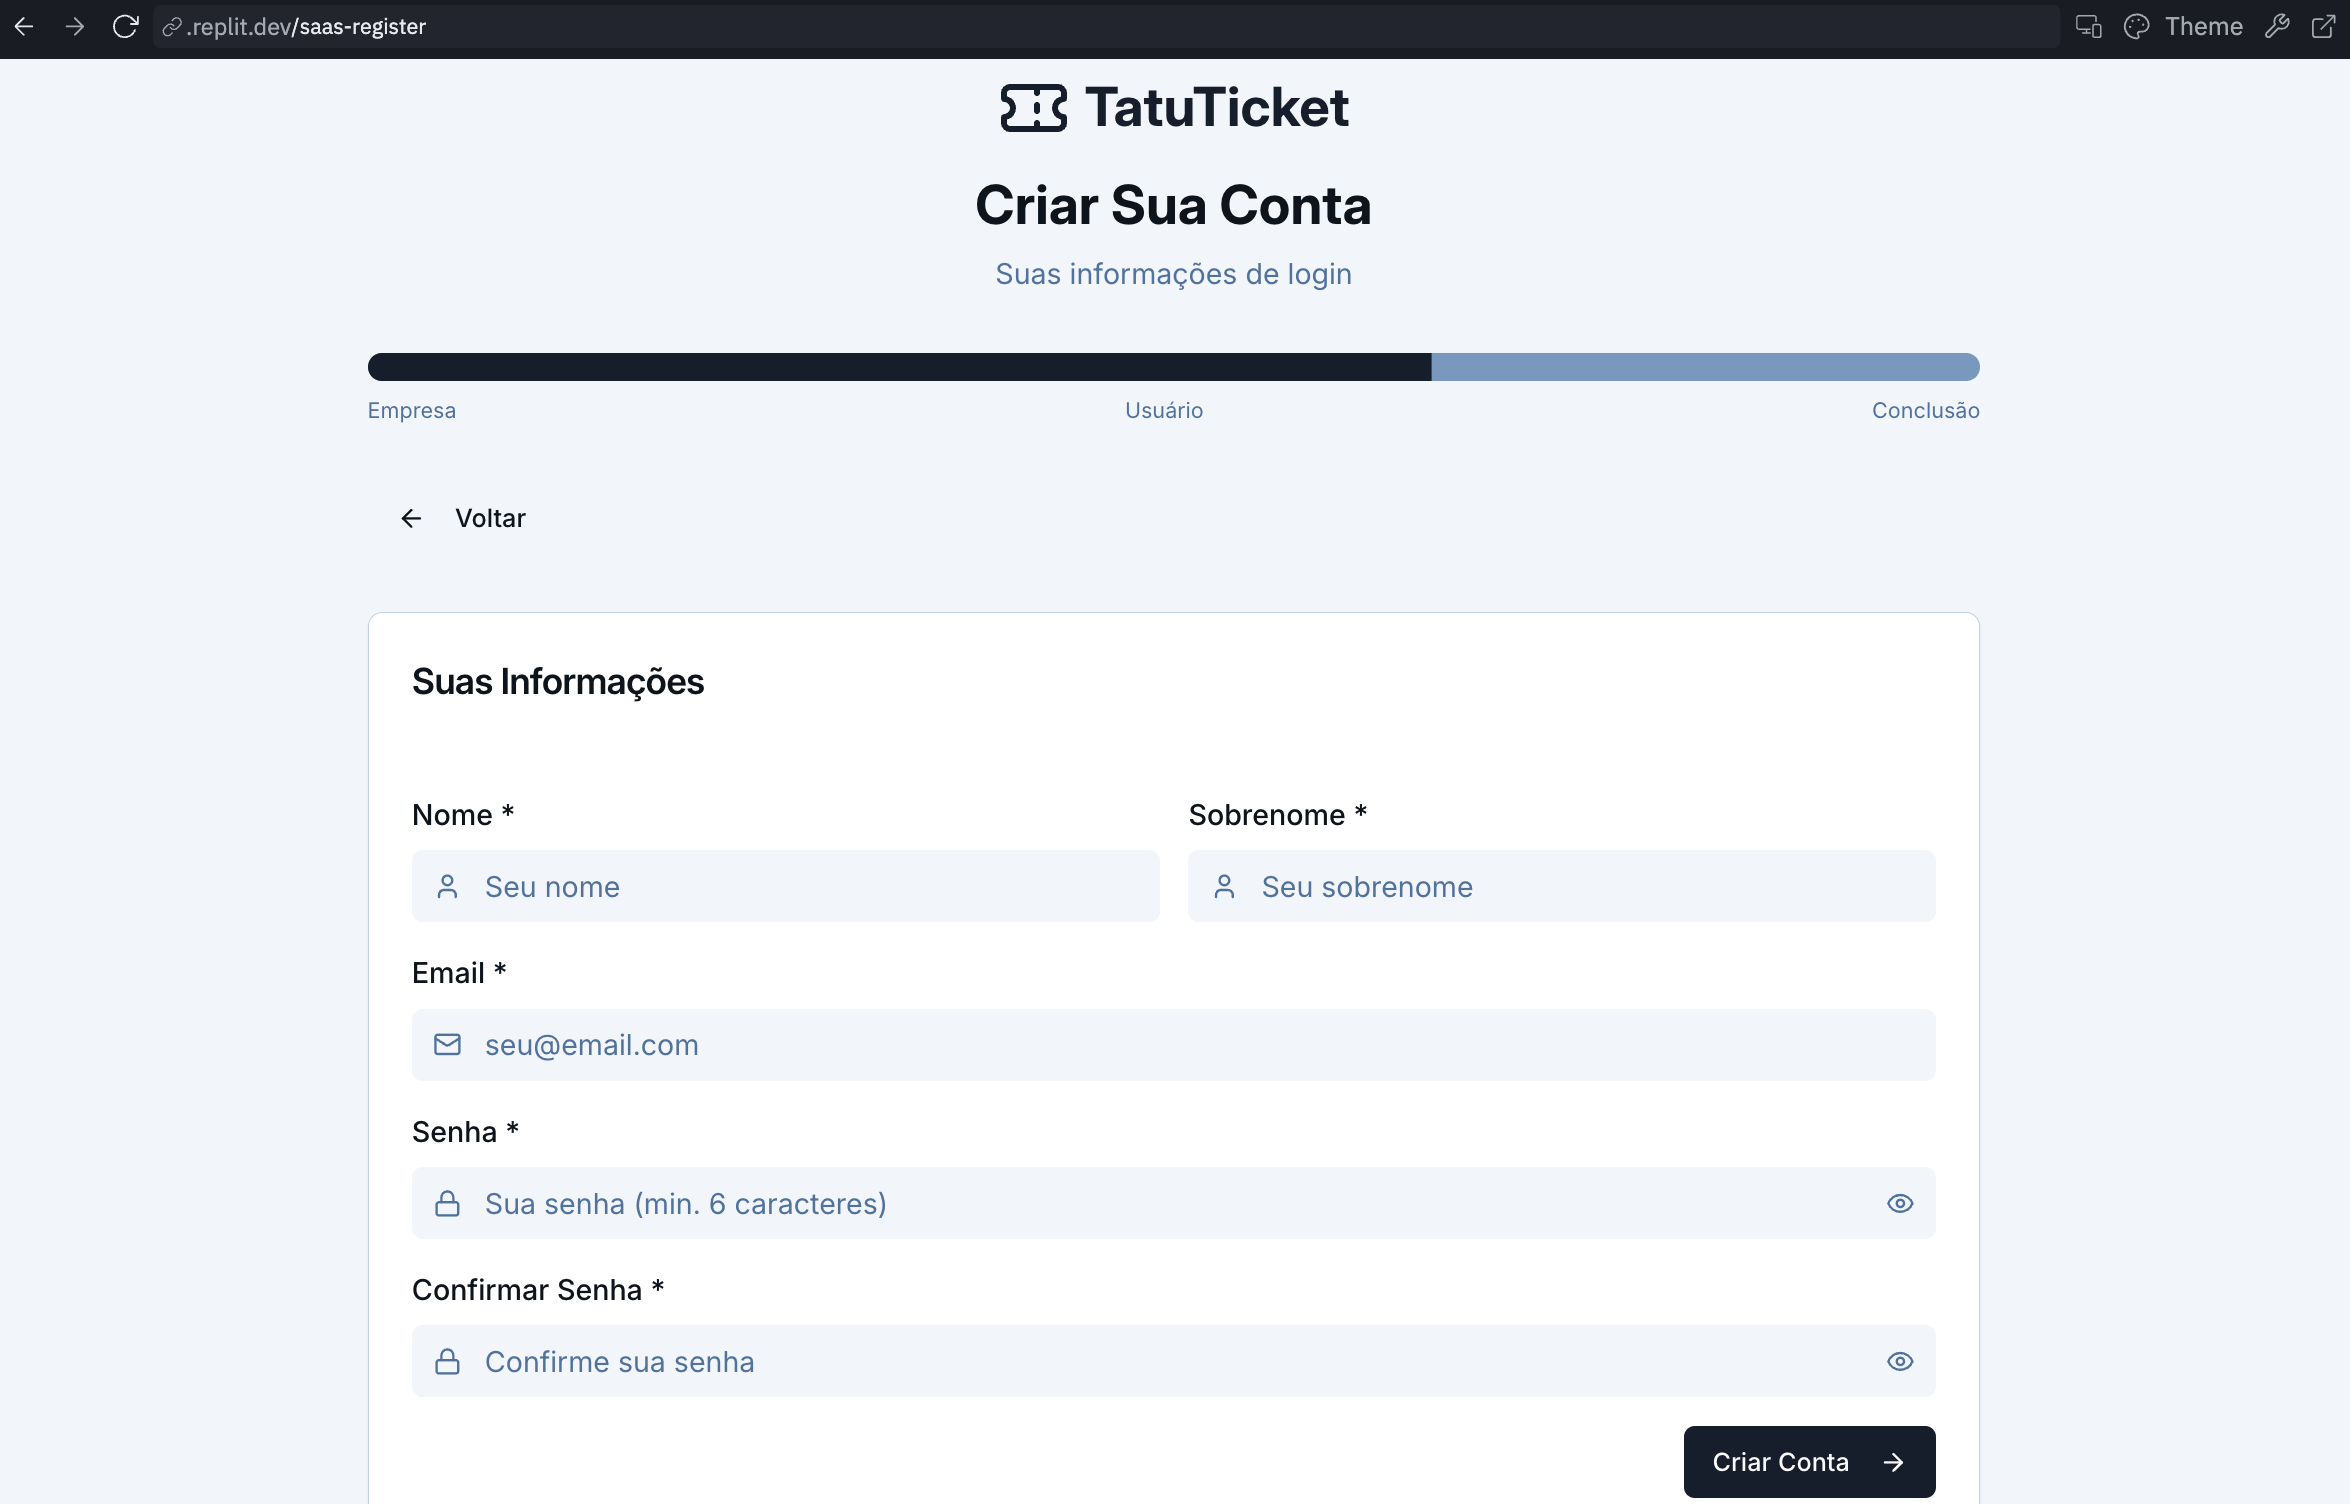 .replit.dev/saas-register
Theme
TatuTicket
Criar Sua Conta
Suas informações de login
Empresa
Usuário
Conclusão
Voltar
Suas Informações
Nome *
Sobrenome *
Seu nome
Seu sobrenome
Email *
seu@email.com
Senha *
Sua senha (min. 6 caracteres)
Confirmar Senha *
Confirme sua senha
Criar Conta